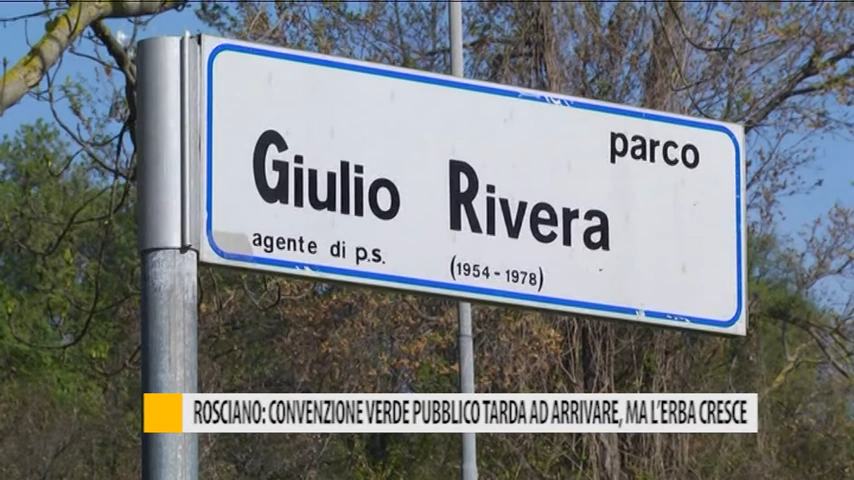 parco
Giulio Rivera
agente di p.s. (1954-1978)
ROSCIANO: CONVENZIONE VERDE PUBBLICO TARDA AD ARRIVARE, MA L'ERBA CRESCE